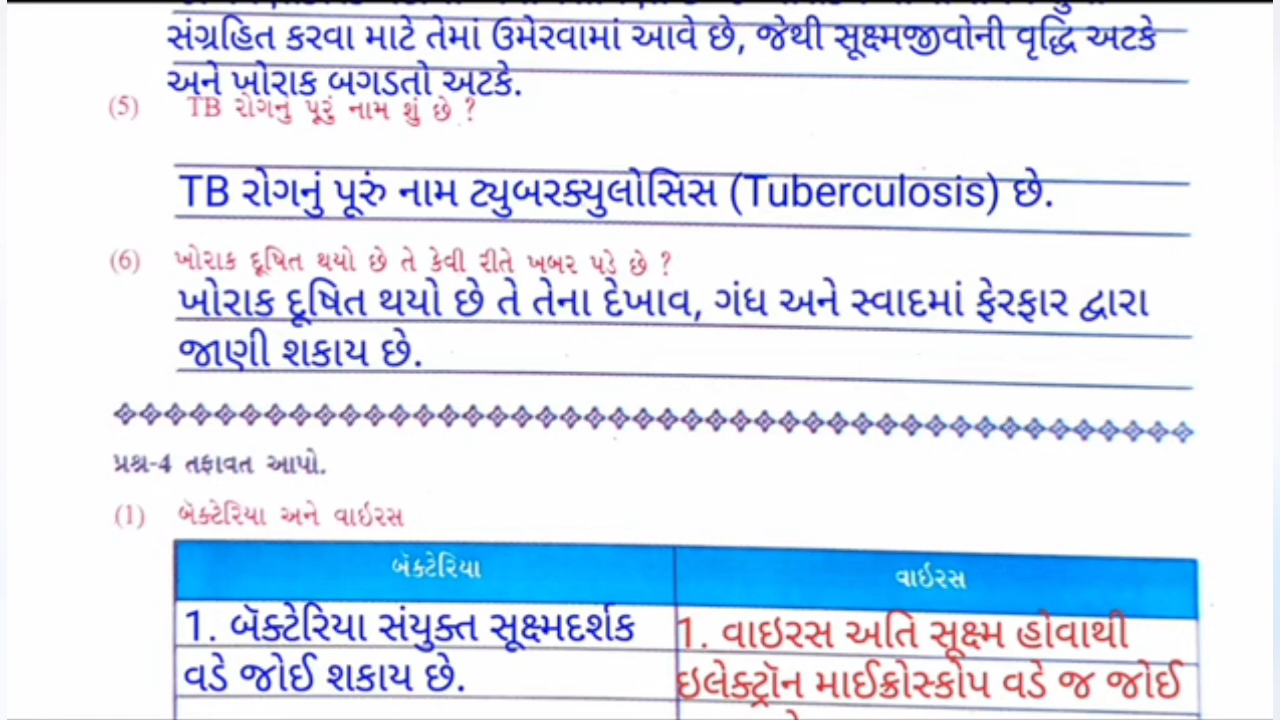 સંગ્રહિત કરવા માટે તેમાં ઉમેરવામાં આવે છે, જેથી સૂક્ષ્મજીવોની વૃદ્ધિ અટકે
અને ખોરાક બગડતો અટકે.
(5) TB રોગનું પૂરું નામ શું છે ?
TB રોગનું પૂરું નામ ટ્યુબરક્યુલોસિસ (Tuberculosis) છે.
(6) ખોરાક દૂષિત થયો છે તે કેવી રીતે ખબર પડે છે ?
ખોરાક દૂષિત થયો છે તે તેના દેખાવ, ગંધ અને સ્વાદમાં ફેરફાર દ્વારા
જાણી શકાય છે.
પ્રશ્ન-4 તફાવત આપો.
(1) બૅક્ટેરિયા અને વાઇરસ
બૅક્ટેરિયા
વાઇરસ
1. બૅક્ટેરિયા સંયુક્ત સૂક્ષ્મદર્શક
વડે જોઈ શકાય છે.
1. વાઇરસ અતિ સૂક્ષ્મ હોવાથી
ઇલેક્ટ્રૉન માઈક્રોસ્કોપ વડે જ જોઈ